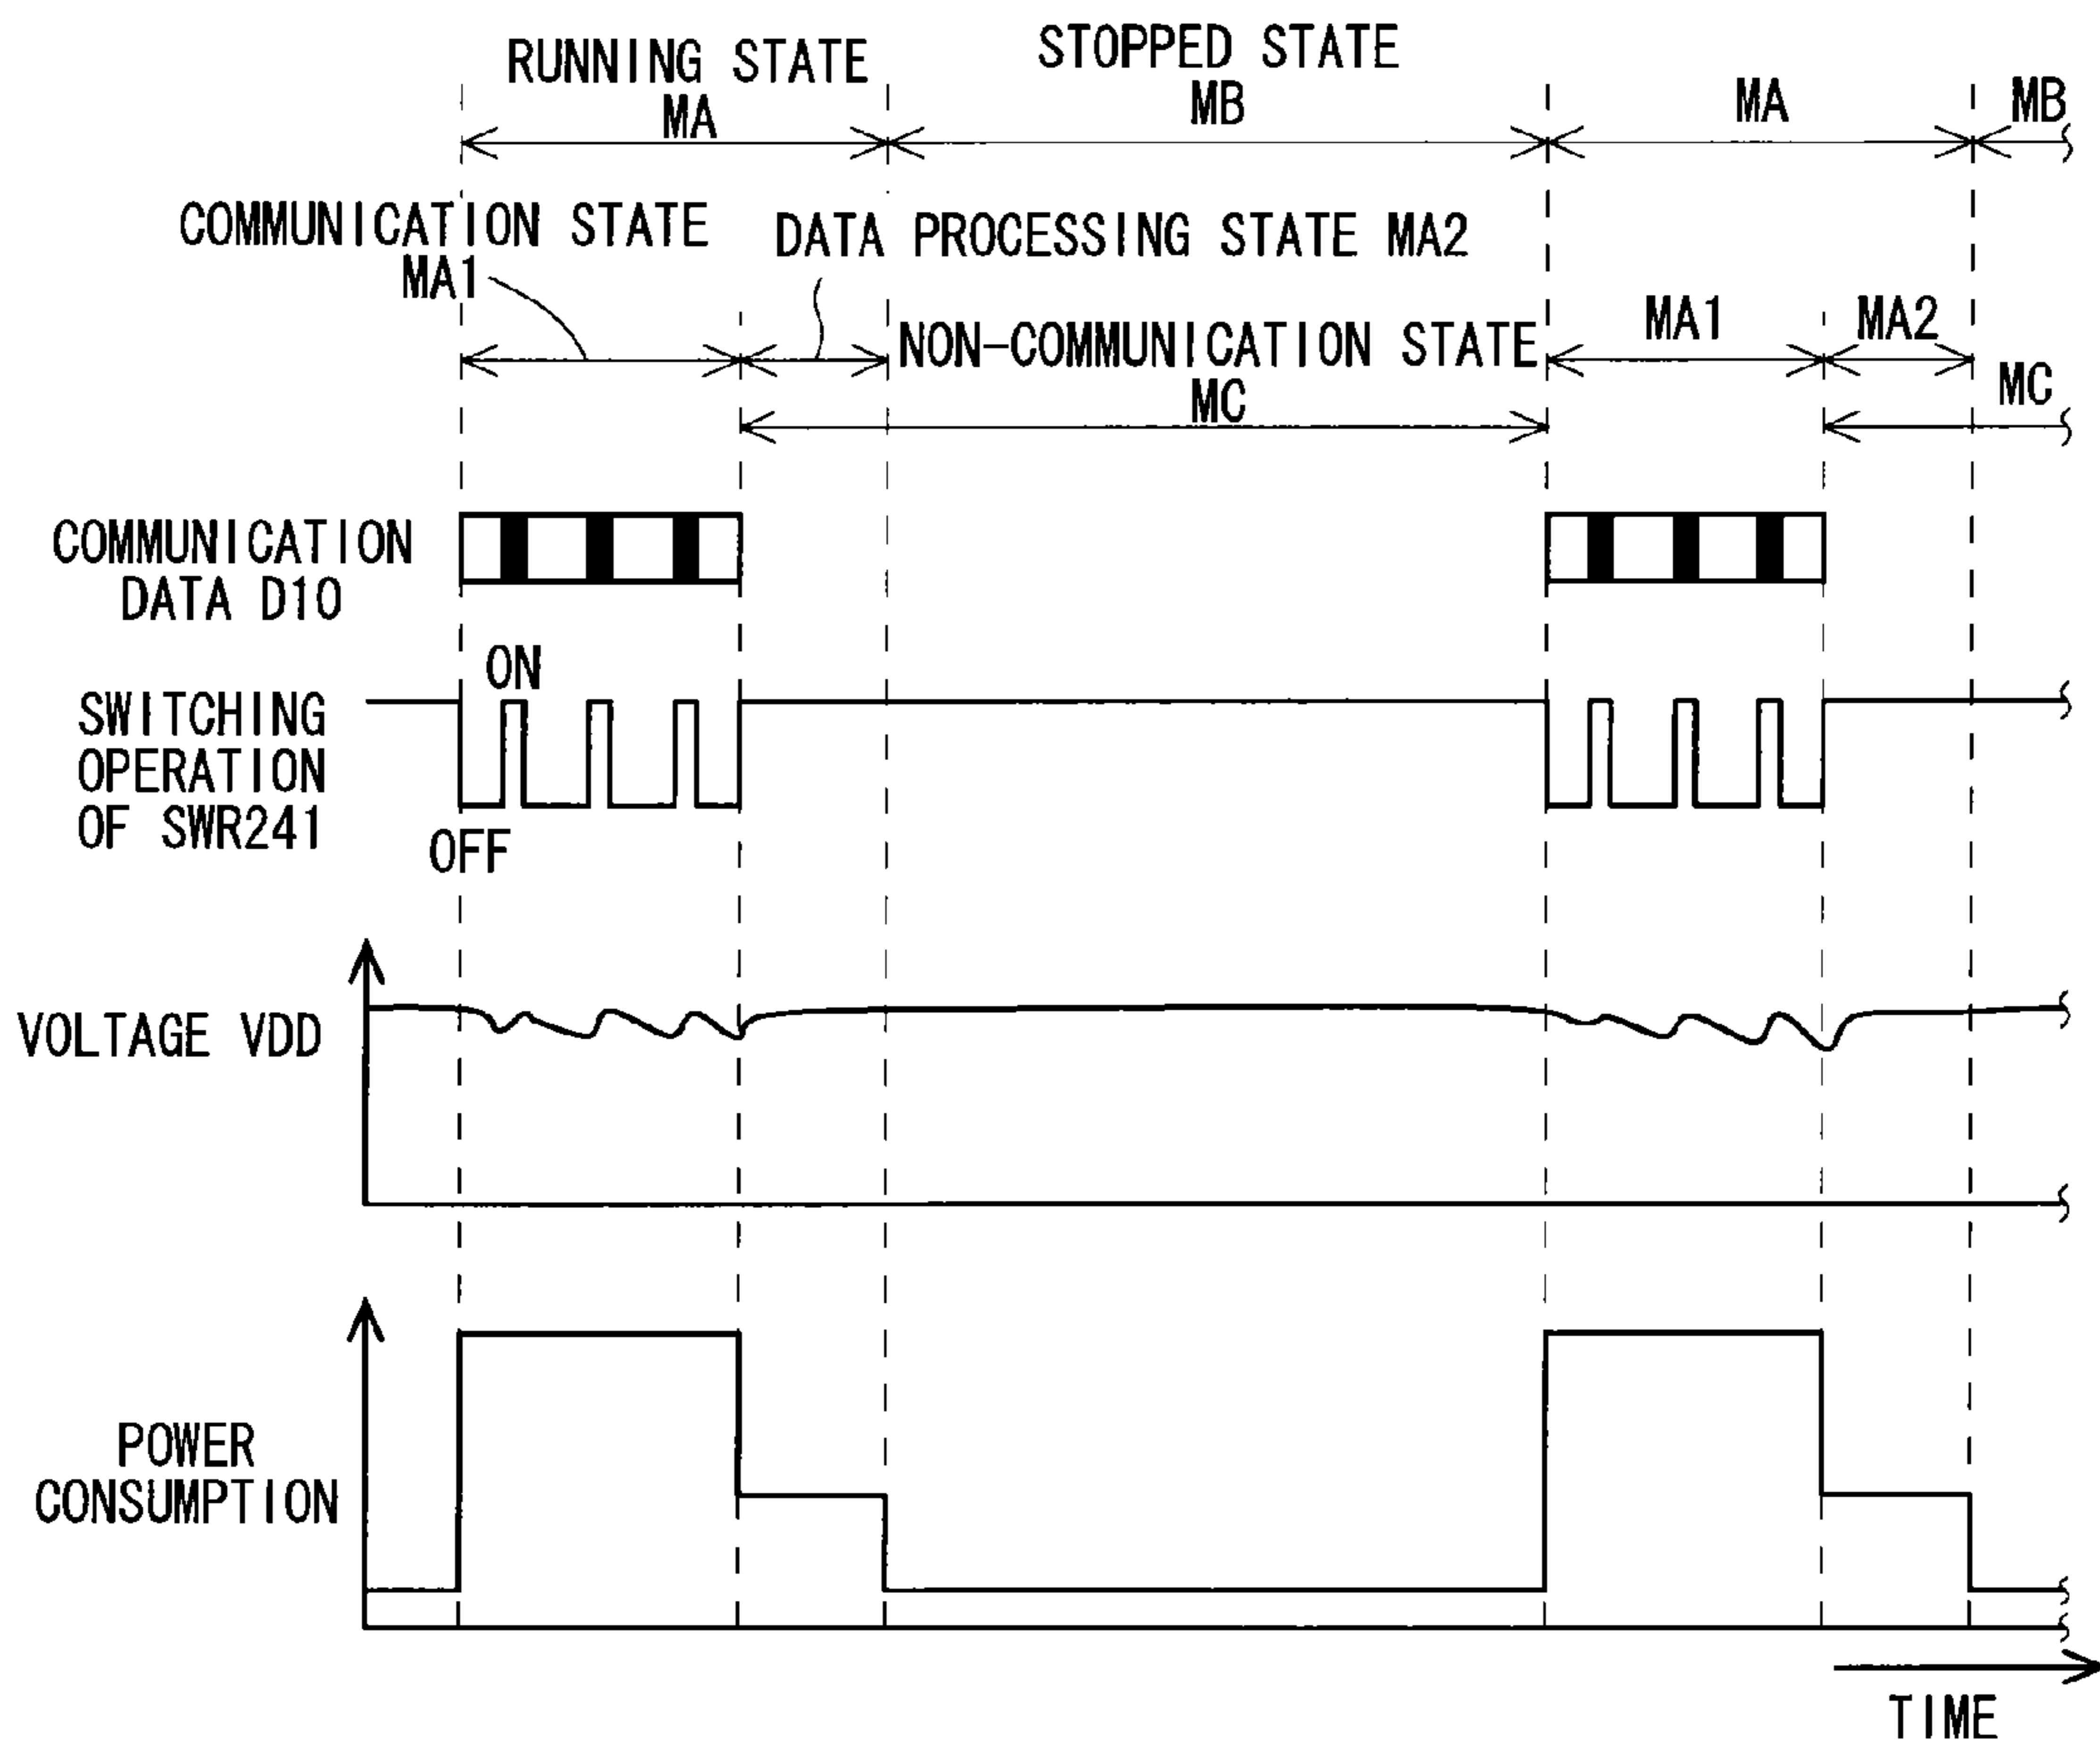 RUNNING STATE
MA
STOPPED STATE
MB
MA
MB
COMMUNICATION STATE
MA1
DATA PROCESSING STATE MA2
NON-COMMUNICATION STATE
MC
MA1
MA2
MC
COMMUNICATION
DATA D10
ON
SWITCHING
OPERATION
OF SWR241
OFF
VOLTAGE VDD
POWER
CONSUMPTION
TIME